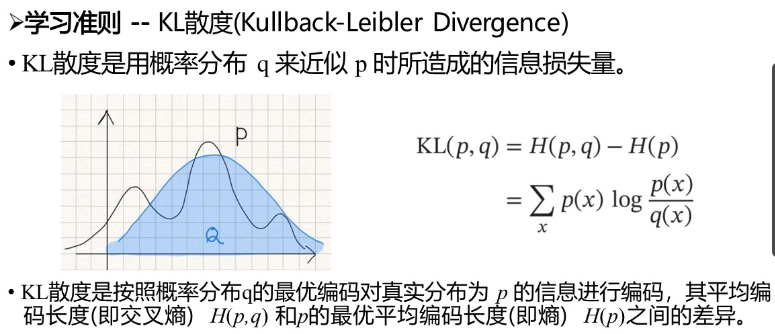 ➢学习准则 -- KL散度(Kullback-Leibler Divergence)
• KL散度是用概率分布 q 来近似 p 时所造成的信息损失量。
p
Q
KL(p, q) = H(p, q) − H(p)
= ∑ₓ p(x) log p(x)/q(x)
• KL散度是按照概率分布q的最优编码对真实分布为 p 的信息进行编码，其平均编
码长度(即交叉熵） H(p,q) 和p的最优平均编码长度(即熵） H(p)之间的差异。